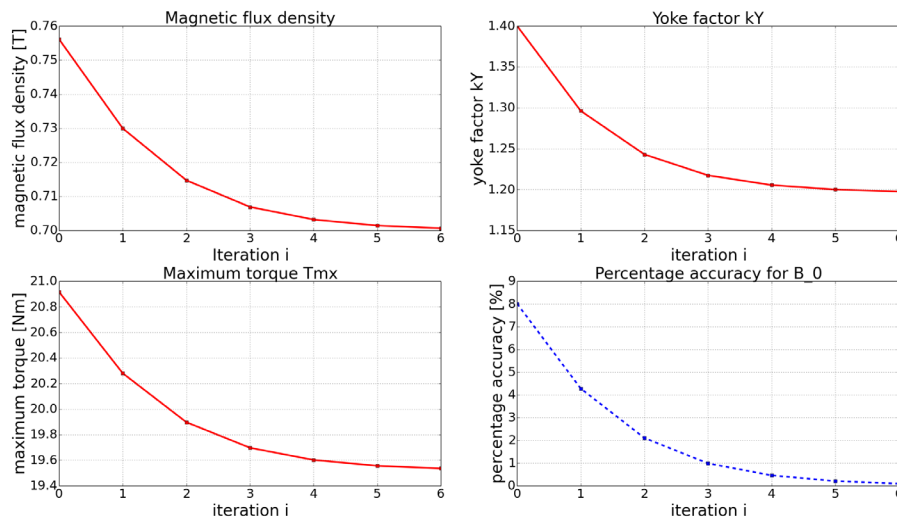 Magnetic flux density
magnetic flux density [T]
0.76
0.75
0.74
0.73
0.72
0.71
0.70
0 1 2 3 4 5 6
Iteration i
Yoke factor kY
yoke factor kY
1.40
1.35
1.30
1.25
1.20
1.15
0 1 2 3 4 5 6
iteration i
Maximum torque Tmx
maximum torque [Nm]
21.0
20.8
20.6
20.4
20.2
20.0
19.8
19.6
19.4
0 1 2 3 4 5 6
iteration i
Percentage accuracy for B_0
percentage accuracy [%]
9
8
7
6
5
4
3
2
1
0
0 1 2 3 4 5 6
iteration i